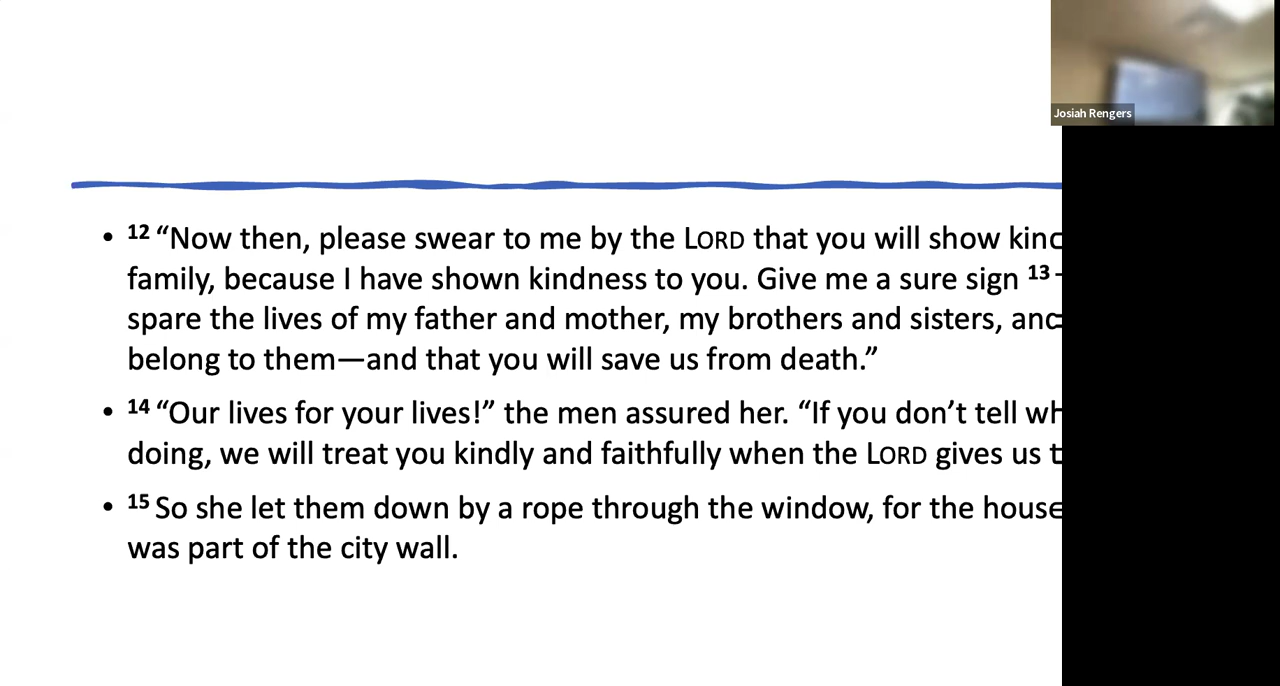 Josiah Rengers
• 12 “Now then, please swear to me by the LORD that you will show
family, because I have shown kindness to you. Give me a sure sign 13
spare the lives of my father and mother, my brothers and sisters,
belong to them—and that you will save us from death.”
• 14 “Our lives for your lives!” the men assured her. “If you don’t tell
doing, we will treat you kindly and faithfully when the LORD gives us
• 15 So she let them down by a rope through the window, for the house
was part of the city wall.